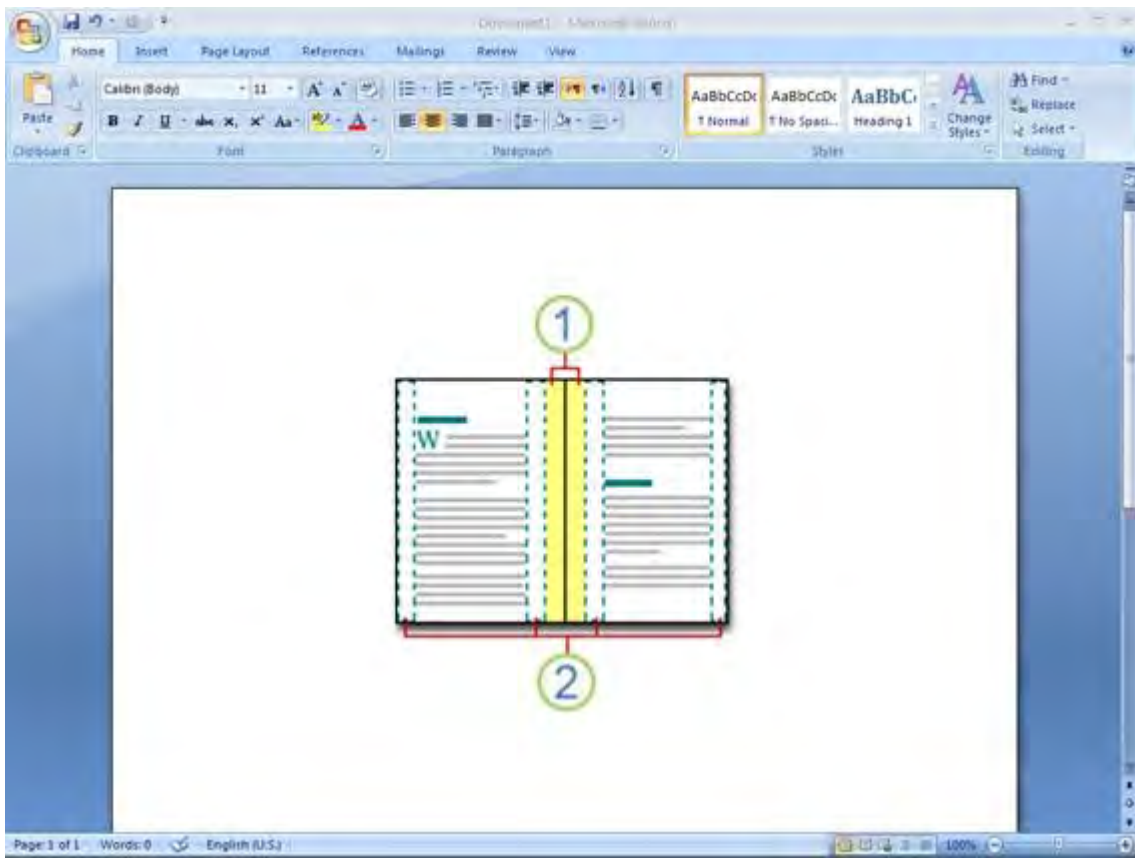 Document1 - Microsoft Word
Home Insert Page Layout References Mailings Review View
Paste
Calibri (Body) 11
B I U abc x, x' Aa A
AaBbCcDc AaBbCcDc AaBbC
¶ Normal ¶ No Spaci... Heading 1
Change Styles
Find
Replace
Select
Clipboard Font Paragraph Styles Editing
1
W
2
Page: 1 of 1 Words: 0 English (U.S.) 100%